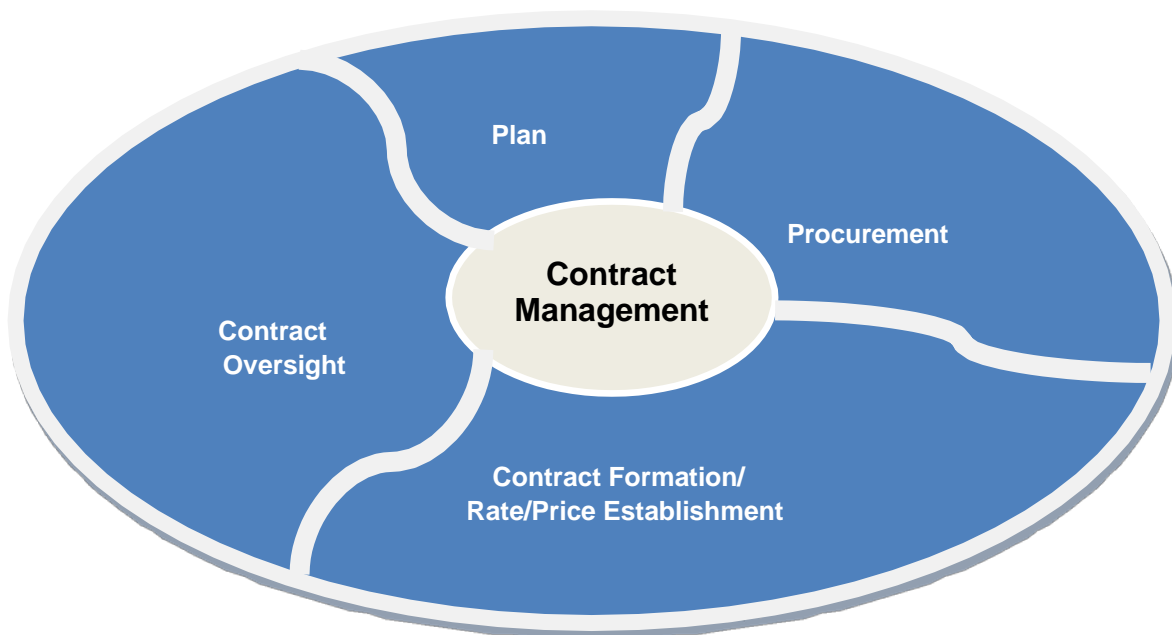 Plan
Procurement
Contract
Management
Contract
Oversight
Contract Formation/
Rate/Price Establishment